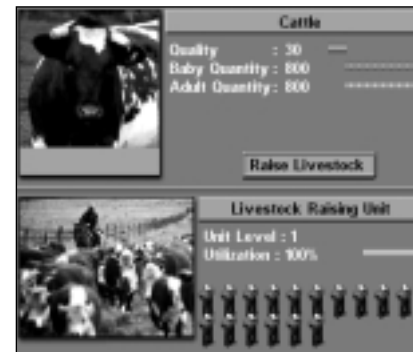 Cattle
Quality : 30
Baby Quantity : 800
Adult Quantity : 800
Raise Livestock
Livestock Raising Unit
Unit Level : 1
Utilization : 100%